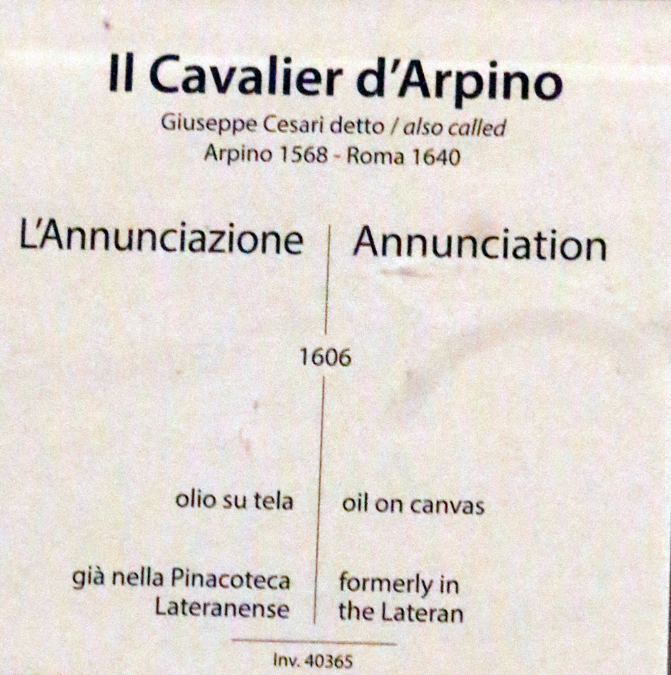 Il Cavalier d'Arpino
Giuseppe Cesari detto / also called
Arpino 1568 - Roma 1640
L'Annunciazione
Annunciation
1606
olio su tela
oil on canvas
già nella Pinacoteca
Lateranense
formerly in
the Lateran
Inv. 40365